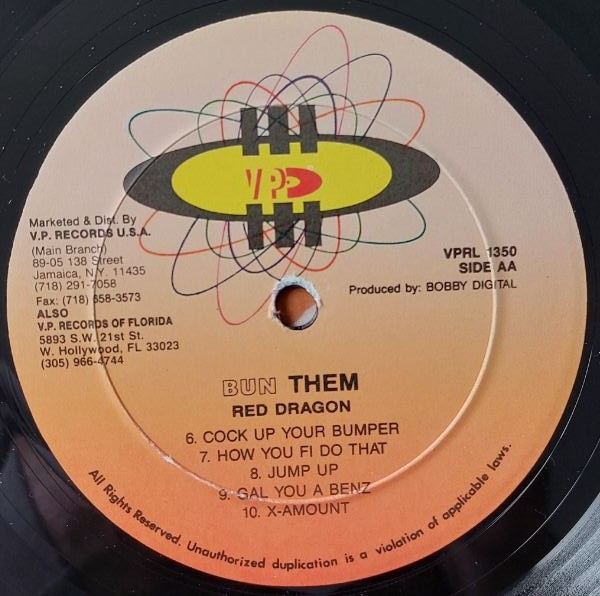 VP
Marketed & Dist. By
V.P. RECORDS U.S.A.
(Main Branch)
89-05 138 Street
Jamaica, N.Y. 11435
(718) 291-7058
Fax: (718) 658-3573
ALSO
V.P. RECORDS OF FLORIDA
5893 S.W. 21st St.
W. Hollywood, FL 33023
(305) 966-4744
VPRL 1350
SIDE AA
Produced by: BOBBY DIGITAL
BUN THEM
RED DRAGON
6. COCK UP YOUR BUMPER
7. HOW YOU FI DO THAT
8. JUMP UP
9. GAL YOU A BENZ
10. X-AMOUNT
All Rights Reserved. Unauthorized duplication is a violation of applicable laws.